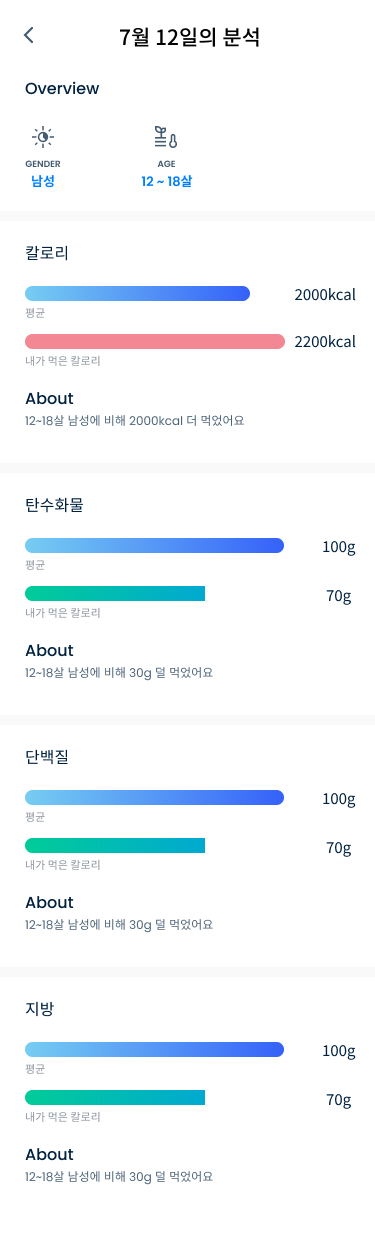 7월 12일의 분석
Overview
GENDER
AGE
남성
12 ~ 18살
칼로리
2000kcal
평균
2200kcal
내가 먹은 칼로리
About
12~18살 남성에 비해 2000kcal 더 먹었어요
탄수화물
100g
평균
70g
내가 먹은 칼로리
About
12~18살 남성에 비해 30g 덜 먹었어요
단백질
100g
평균
70g
내가 먹은 칼로리
About
12~18살 남성에 비해 30g 덜 먹었어요
지방
100g
평균
70g
내가 먹은 칼로리
About
12~18살 남성에 비해 30g 덜 먹었어요